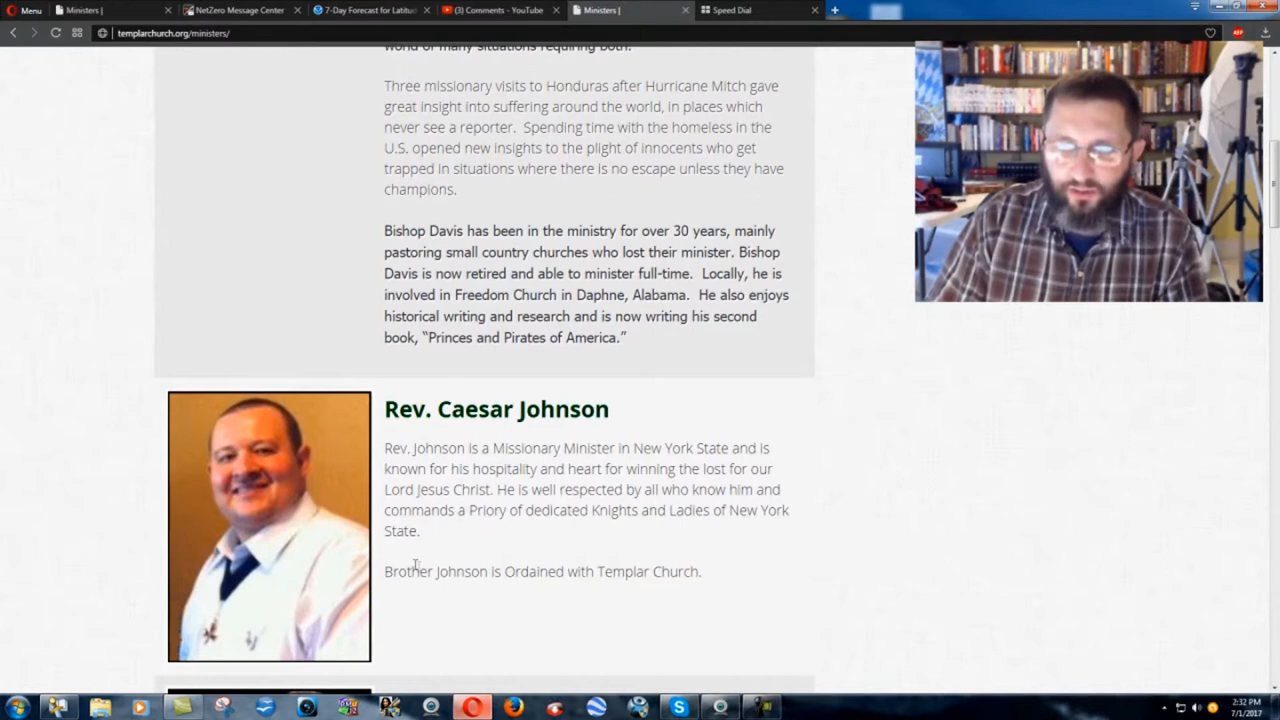 Menu
Ministers |
NetZero Message Center
7-Day Forecast for Latitud
(3) Comments - YouTube
Ministers |
Speed Dial
templarchurch.org/ministers/
world of many situations requiring both.
Three missionary visits to Honduras after Hurricane Mitch gave
great insight into suffering around the world, in places which
never see a reporter.  Spending time with the homeless in the
U.S. opened new insights to the plight of innocents who get
trapped in situations where there is no escape unless they have
champions.
Bishop Davis has been in the ministry for over 30 years, mainly
pastoring small country churches who lost their minister. Bishop
Davis is now retired and able to minister full-time.  Locally, he is
involved in Freedom Church in Daphne, Alabama.  He also enjoys
historical writing and research and is now writing his second
book, “Princes and Pirates of America.”
Rev. Caesar Johnson
Rev. Johnson is a Missionary Minister in New York State and is
known for his hospitality and heart for winning the lost for our
Lord Jesus Christ. He is well respected by all who know him and
commands a Priory of dedicated Knights and Ladies of New York
State.
Brother Johnson is Ordained with Templar Church.
2:32 PM
7/1/2017